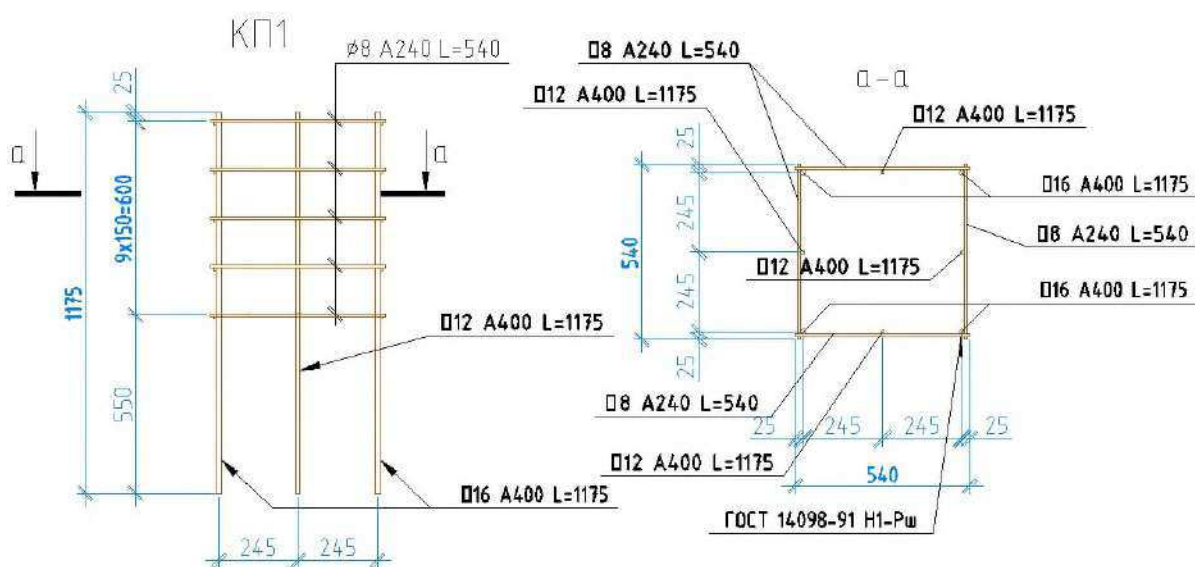 КП1
ø8 А240 L=540
25
a
a
9x150=600
1175
550
□12 А400 L=1175
□16 А400 L=1175
245
245
□8 А240 L=540
a-a
□12 А400 L=1175
□12 А400 L=1175
25
□16 А400 L=1175
245
540
□8 А240 L=540
□12 А400 L=1175
245
□16 А400 L=1175
25
□8 А240 L=540
25
245
245
25
□12 А400 L=1175
540
ГОСТ 14098-91 Н1-Рш